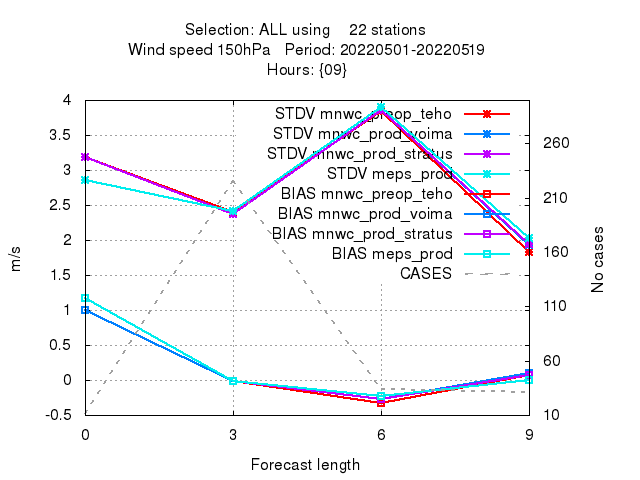 Selection: ALL using    22 stations
Wind speed 150hPa   Period: 20220501-20220519
Hours: {09}
4
3.5
3
2.5
2
1.5
1
0.5
0
-0.5
m/s
STDV mnwc_preop_teho
STDV mnwc_prod_voima
STDV mnwc_prod_stratus
STDV meps_prod
BIAS mnwc_preop_teho
BIAS mnwc_prod_voima
BIAS mnwc_prod_stratus
BIAS meps_prod
CASES
260
210
160
110
60
10
No cases
0 3 6 9
Forecast length